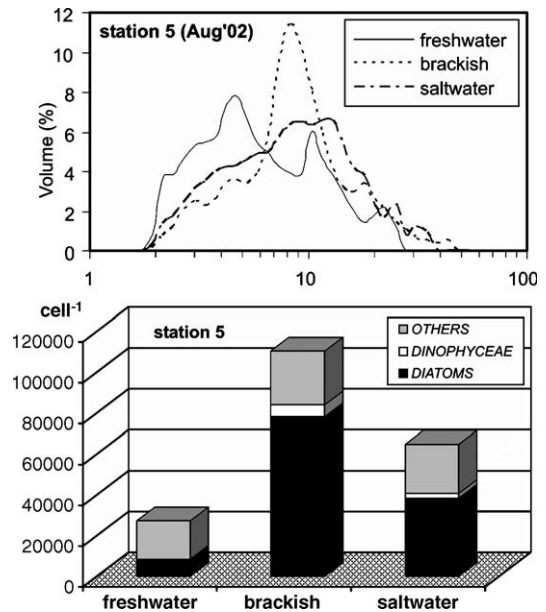 12
station 5 (Aug'02)
freshwater
brackish
saltwater
10
8
6
4
2
0
Volume (%)
1 10 100
cell-1
station 5
OTHERS
DINOPHYCEAE
DIATOMS
120000
100000
80000
60000
40000
20000
0
freshwater brackish saltwater